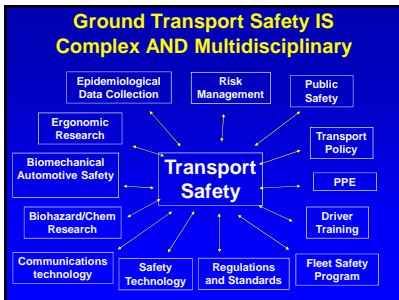 Ground Transport Safety IS
Complex AND Multidisciplinary
Epidemiological
Data Collection
Risk
Management
Public
Safety
Ergonomic
Research
Transport
Policy
Biomechanical
Automotive Safety
Transport
Safety
PPE
Biohazard/Chem
Research
Driver
Training
Communications
technology
Safety
Technology
Regulations
and Standards
Fleet Safety
Program